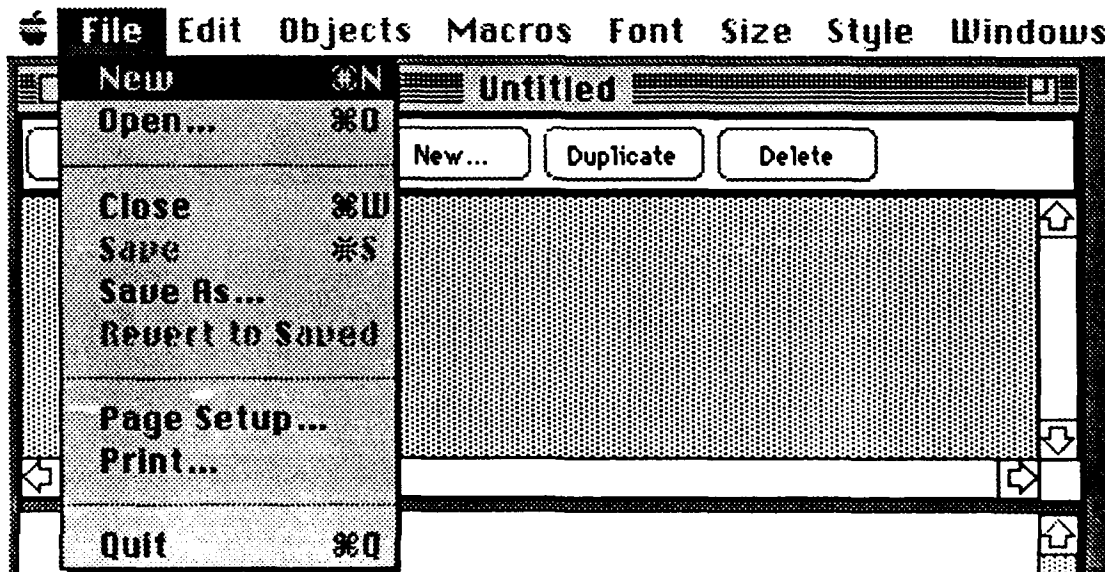 File Edit Objects Macros Font Size Style Windows
Untitled
New... Duplicate Delete
New ⌘N
Open... ⌘O
Close ⌘W
Save ⌘S
Save As...
Revert to Saved
Page Setup...
Print...
Quit ⌘Q